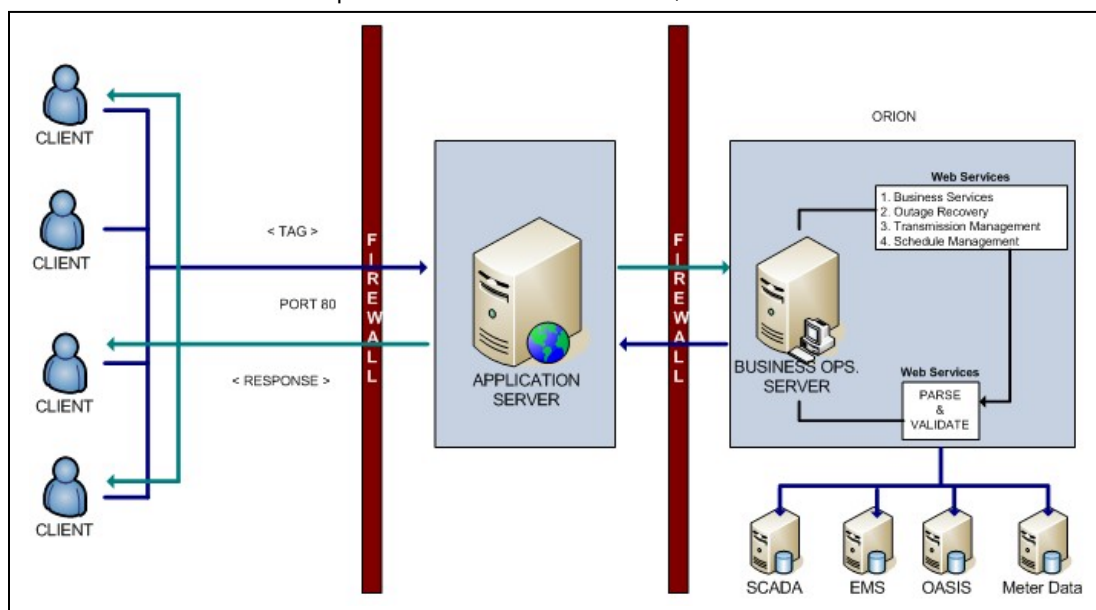 CLIENT
CLIENT
CLIENT
CLIENT
< TAG >
PORT 80
< RESPONSE >
FIREWALL
APPLICATION
SERVER
FIREWALL
ORION
Web Services
1. Business Services
2. Outage Recovery
3. Transmission Management
4. Schedule Management
BUSINESS OPS.
SERVER
Web Services
PARSE
&
VALIDATE
SCADA
EMS
OASIS
Meter Data